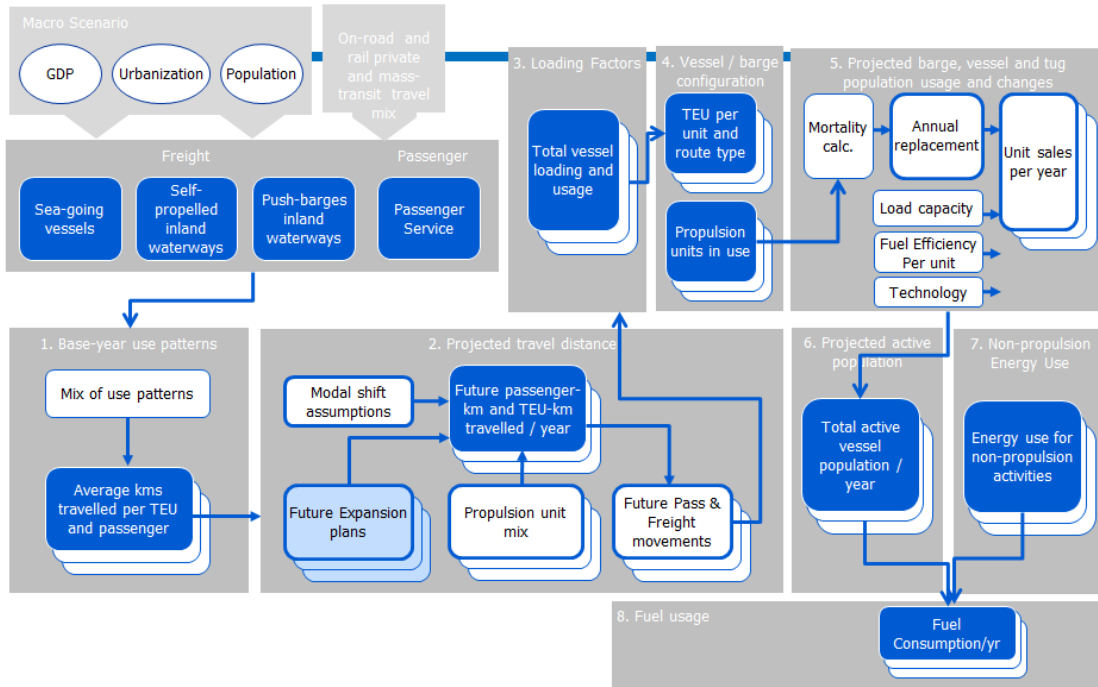 Macro Scenario
GDP
Urbanization
Population
On-road and
rail private
and mass-
transit travel
mix
Freight
Passenger
Sea-going
vessels
Self-
propelled
inland
waterways
Push-barges
inland
waterways
Passenger
Service
1. Base-year use patterns
Mix of use patterns
Average kms
travelled per TEU
and passenger
2. Projected travel distance
Modal shift
assumptions
Future passenger-
km and TEU-km
travelled / year
Future Expansion
plans
Propulsion unit
mix
Future Pass &
Freight
movements
3. Loading Factors
Total vessel
loading and
usage
4. Vessel / barge
configuration
TEU per
unit and
route type
Propulsion
units in use
5. Projected barge, vessel and tug
population usage and changes
Mortality
calc.
Annual
replacement
Unit sales
per year
Load capacity
Fuel Efficiency
Per unit
Technology
6. Projected active
population
Total active
vessel
population /
year
7. Non-propulsion
Energy Use
Energy use for
non-propulsion
activities
8. Fuel usage
Fuel
Consumption/yr